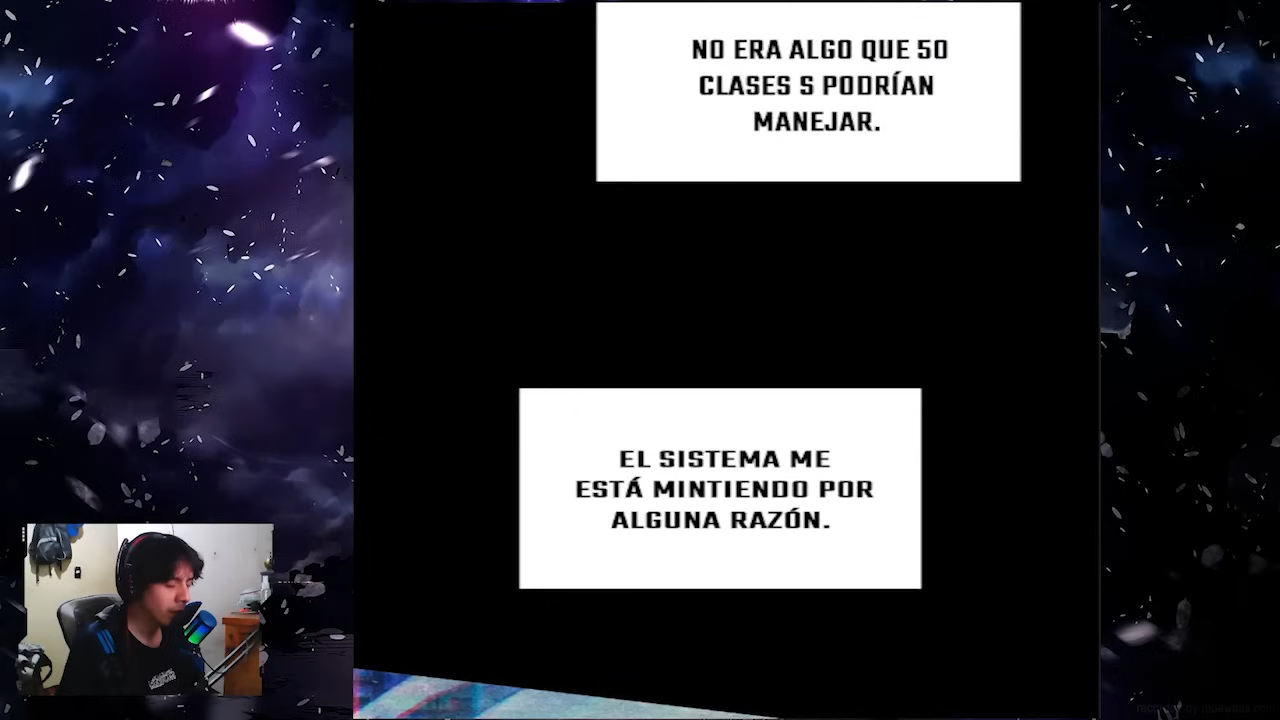 NO ERA ALGO QUE 50
CLASES S PODRÍAN
MANEJAR.
EL SISTEMA ME
ESTÁ MINTIENDO POR
ALGUNA RAZÓN.